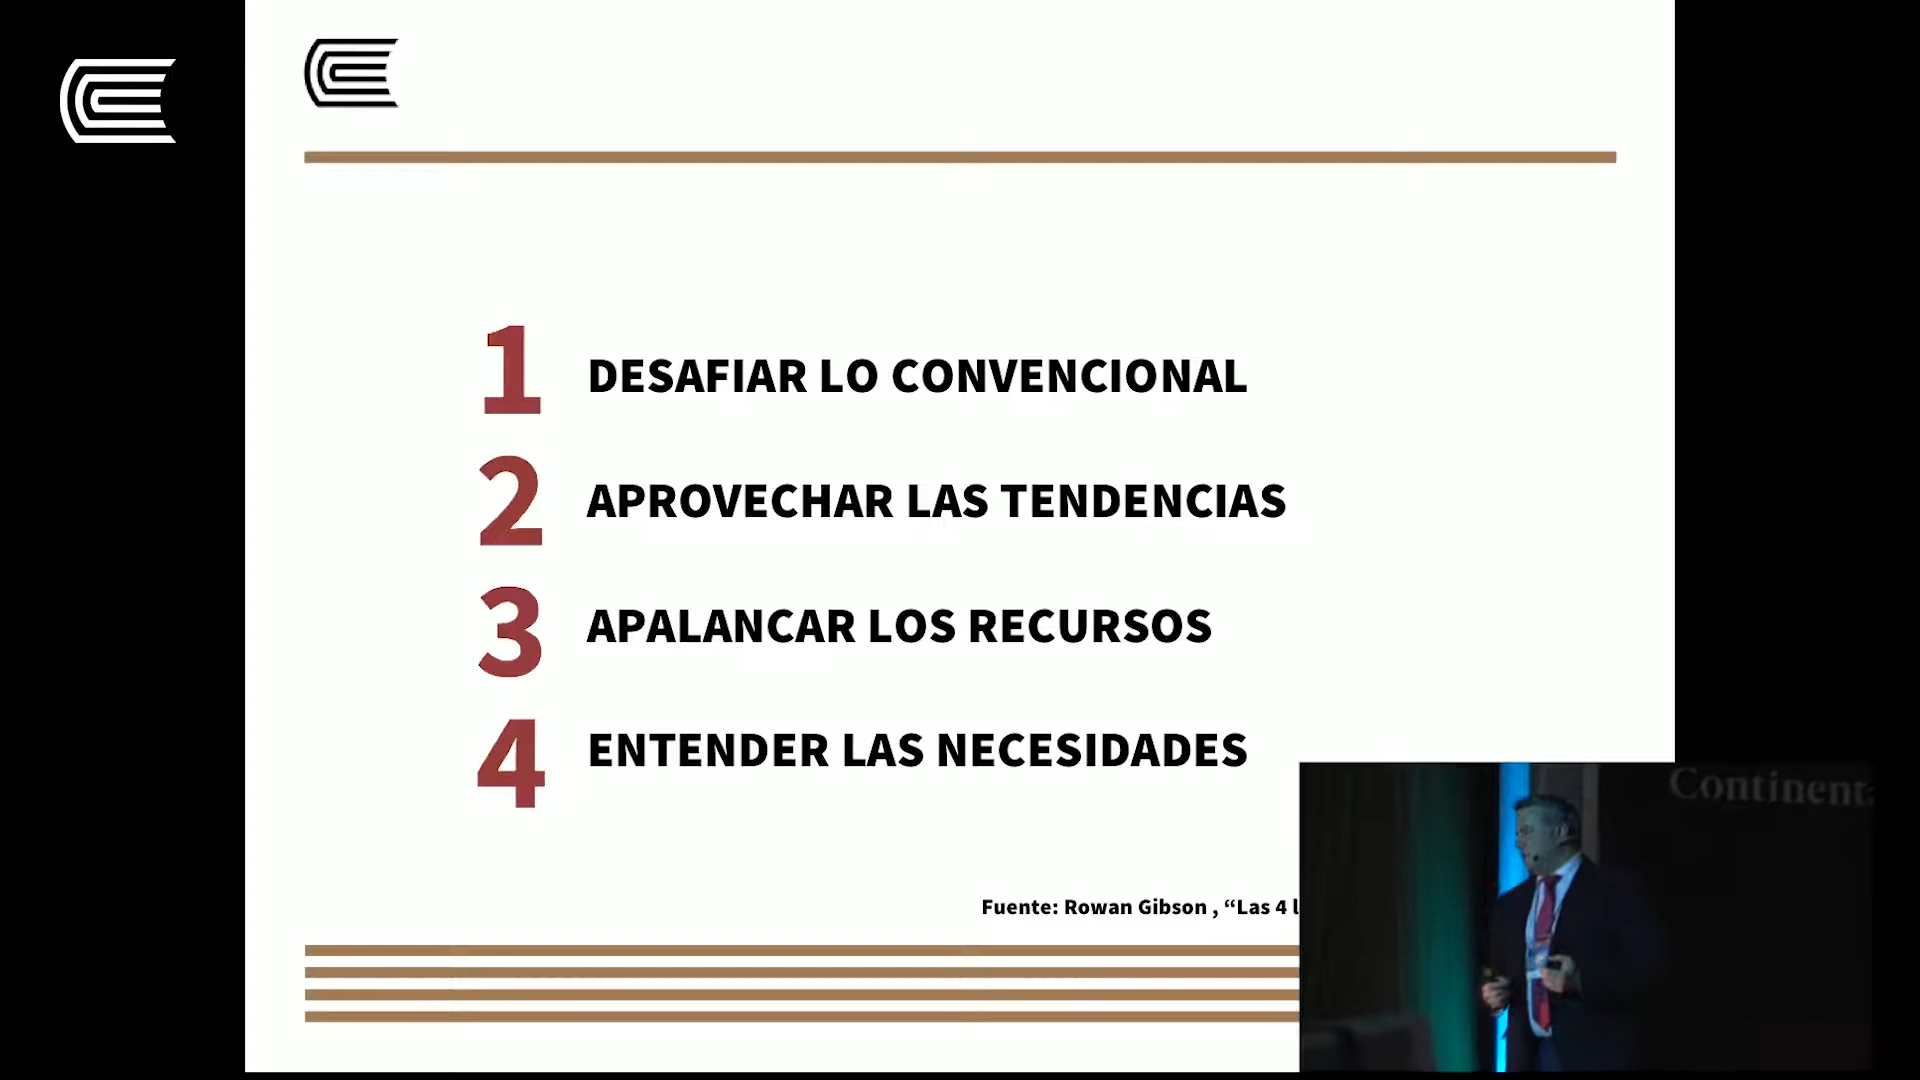 1 DESAFIAR LO CONVENCIONAL
2 APROVECHAR LAS TENDENCIAS
3 APALANCAR LOS RECURSOS
4 ENTENDER LAS NECESIDADES
Continent
Fuente: Rowan Gibson , “Las 4 l